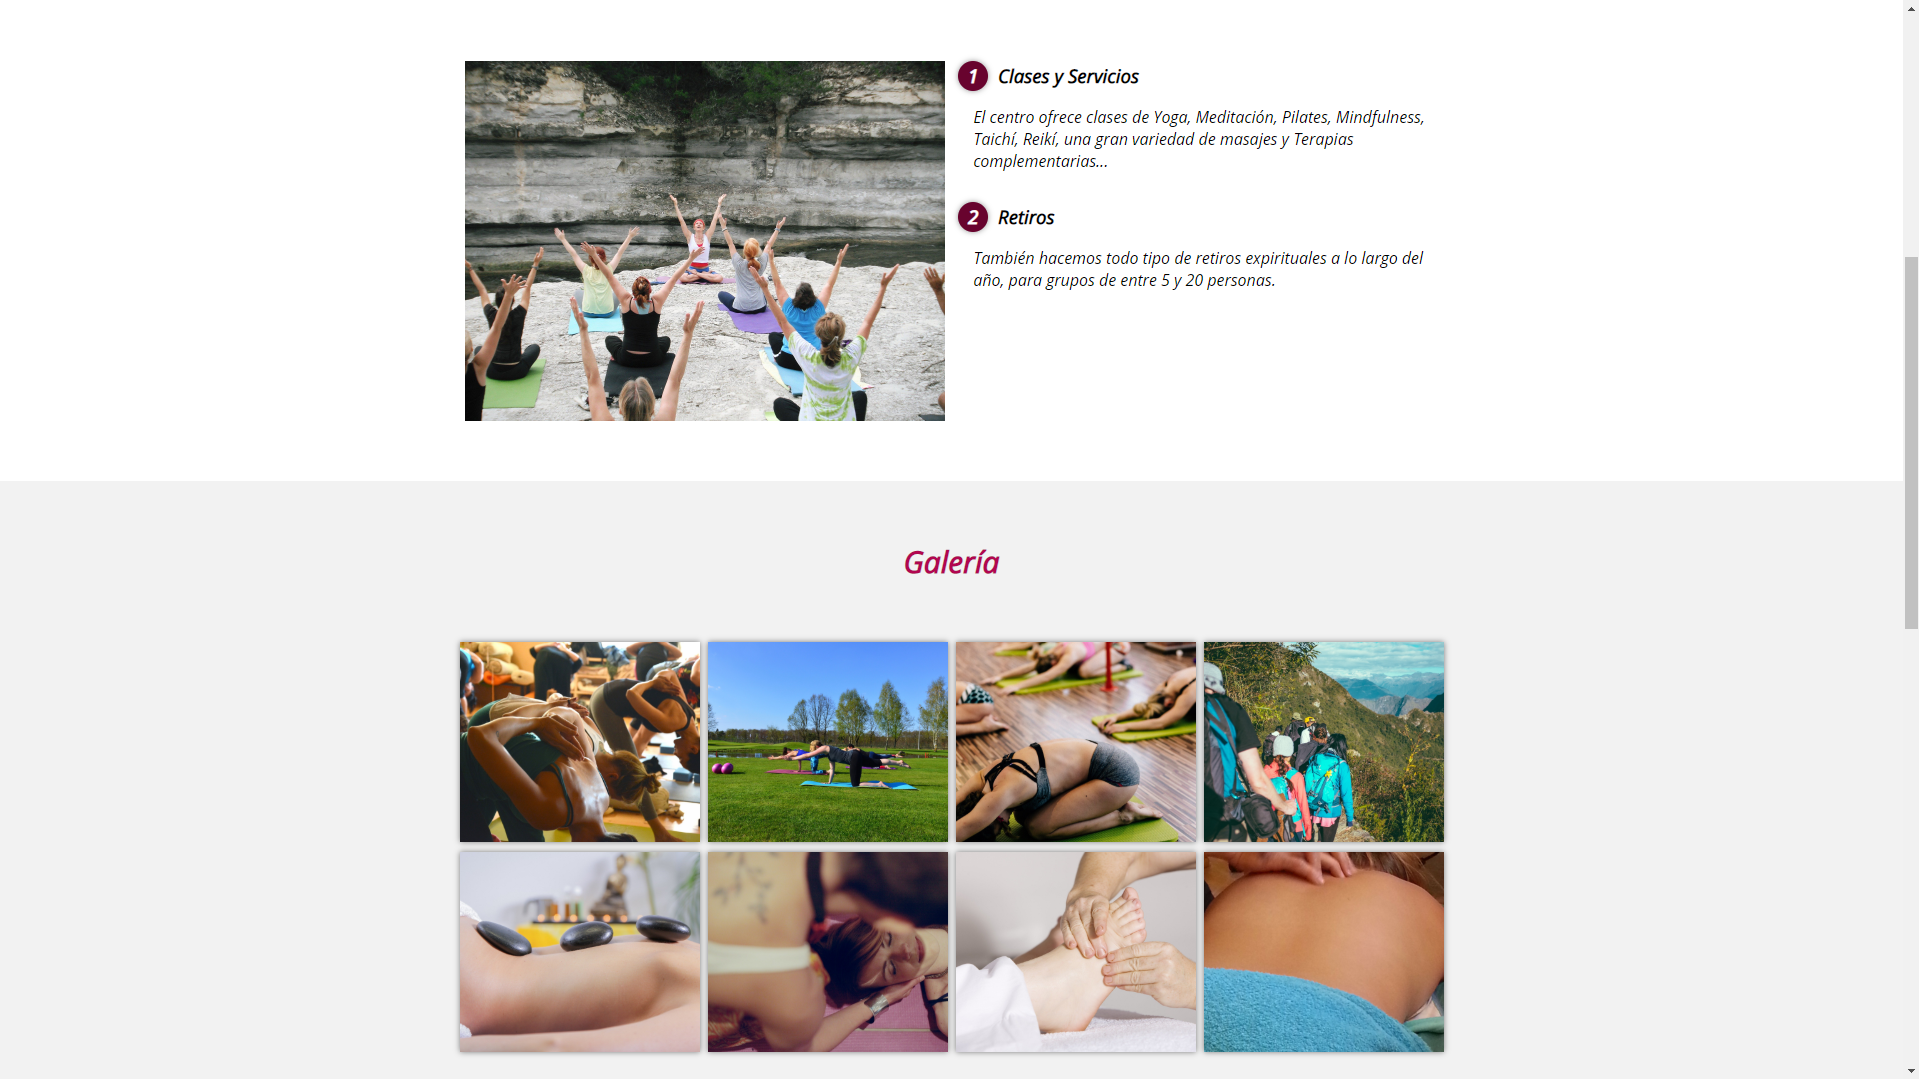 1 Clases y Servicios
El centro ofrece clases de Yoga, Meditación, Pilates, Mindfulness,
Taichí, Reikí, una gran variedad de masajes y Terapias
complementarias...
2 Retiros
También hacemos todo tipo de retiros expirituales a lo largo del
año, para grupos de entre 5 y 20 personas.
Galería